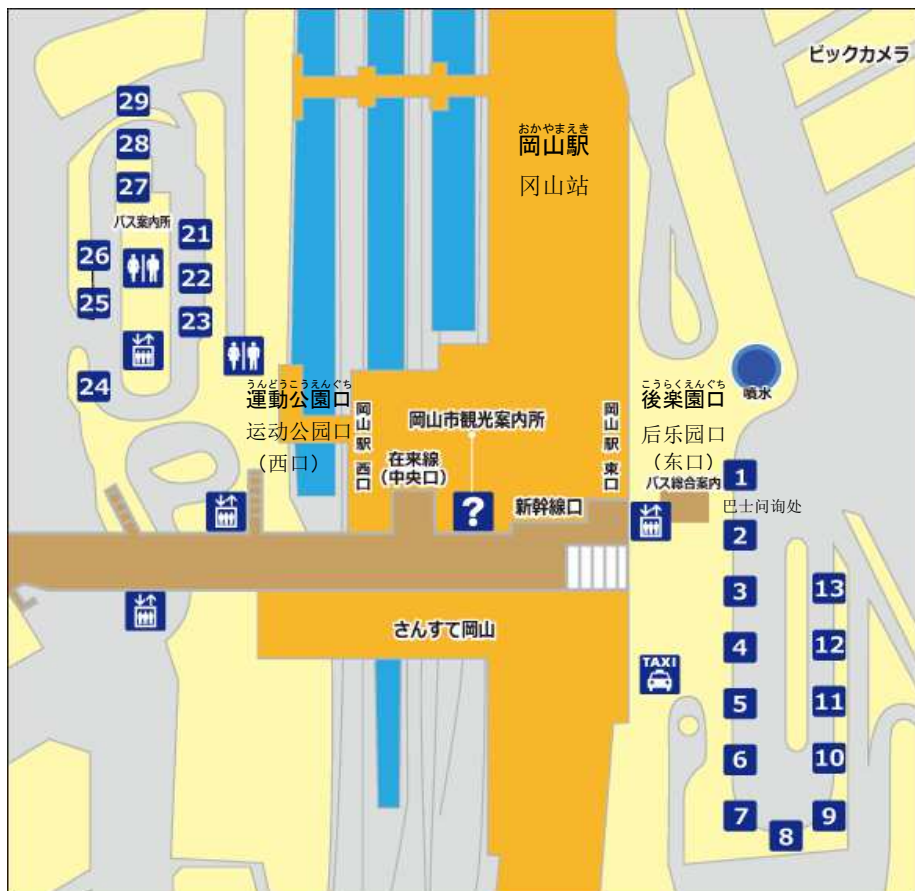 ビックカメラ
29
28
27
バス案内所
26
25
24
21
22
23
おかやまえき
岡山駅
冈山站
うんどうこうえんぐち
運動公園口
运动公园口
（西口）
岡山駅 西口
岡山市観光案内所
在来線
(中央口)
?
新幹線口
岡山駅 東口
こうらくえんぐち
後楽園口
后乐园口
（东口）
噴水
バス総合案内
巴士问询处
さんすて岡山
TAXI
1
2
3
4
5
6
7
8
9
10
11
12
13